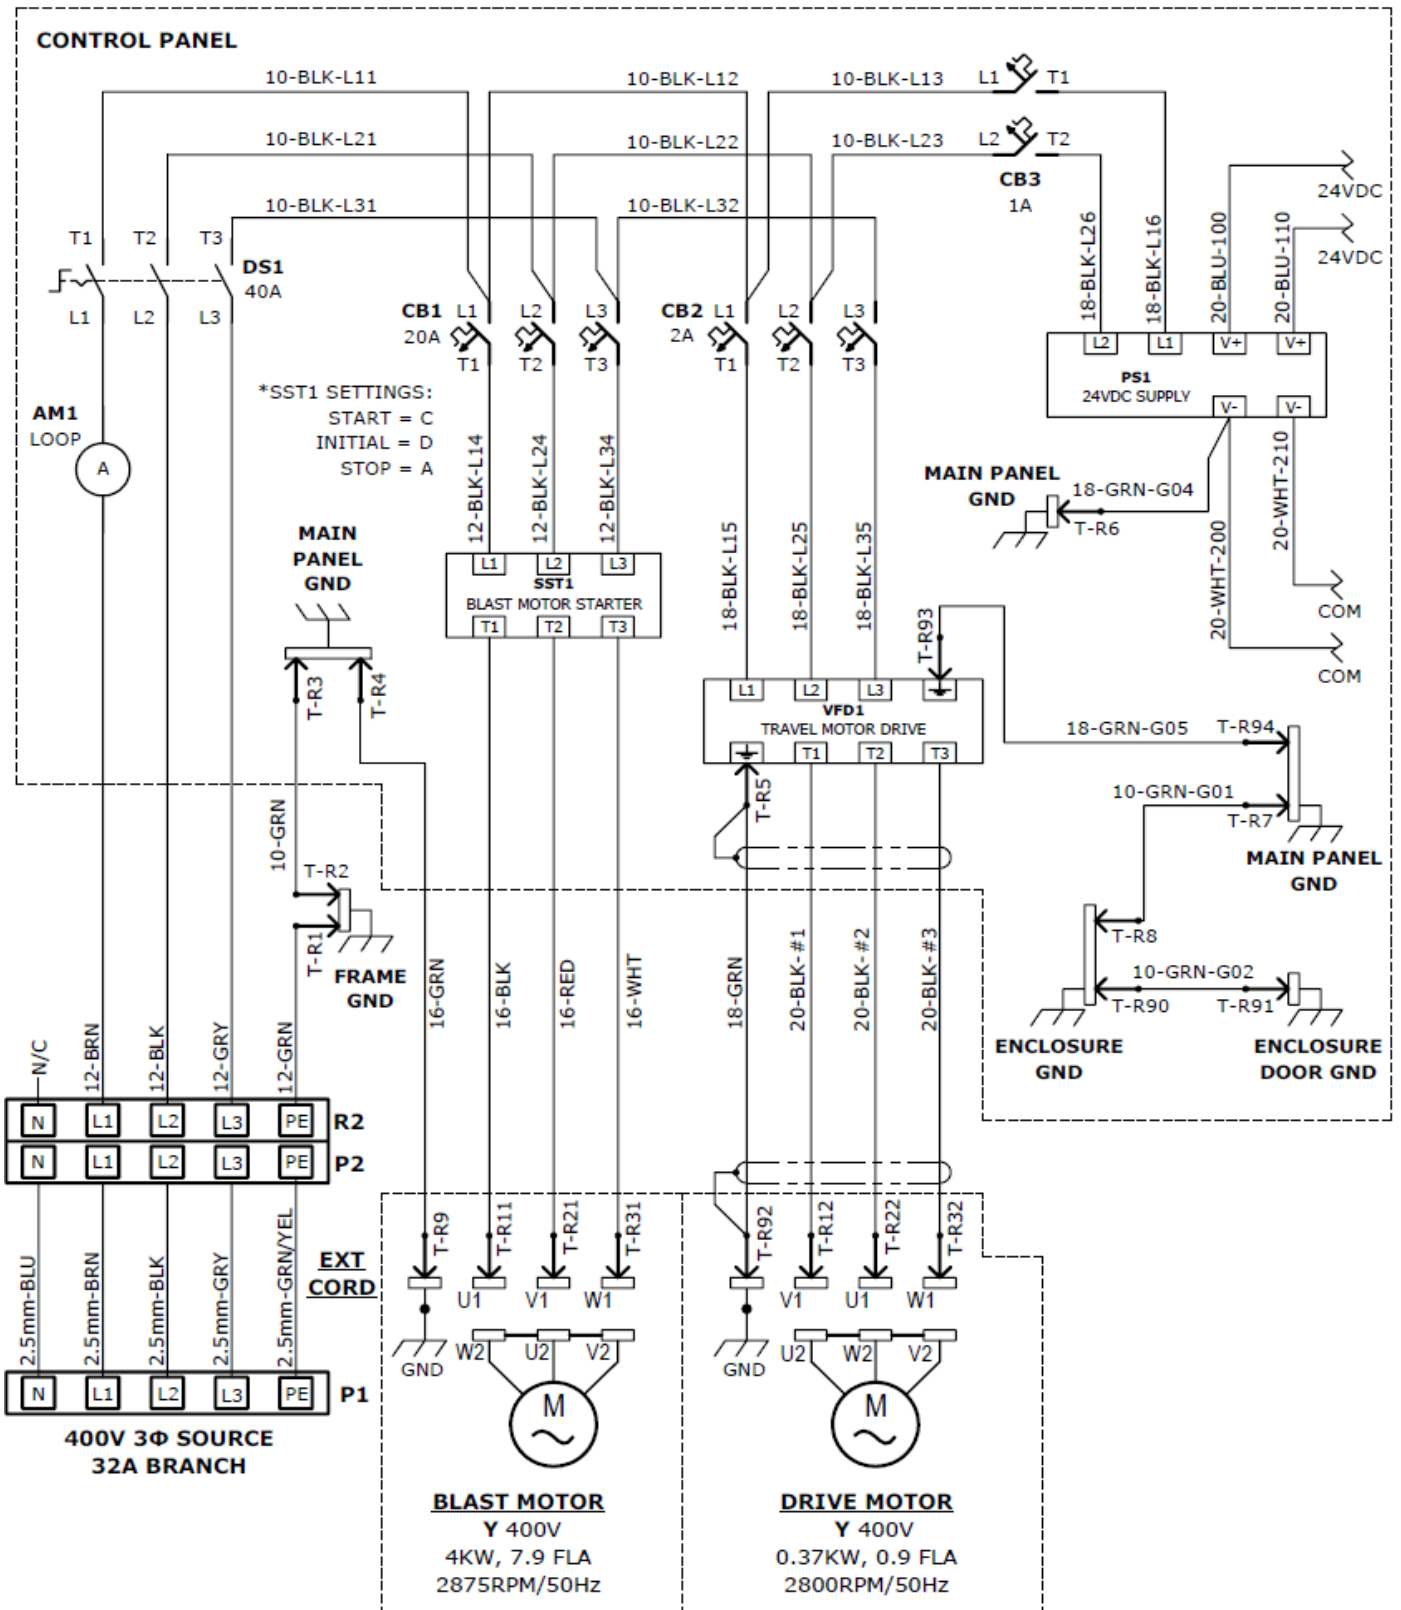 CONTROL PANEL
10-BLK-L11
10-BLK-L12
10-BLK-L13
L1
T1
10-BLK-L21
10-BLK-L22
10-BLK-L23
L2
T2
CB3
1A
10-BLK-L31
10-BLK-L32
24VDC
24VDC
18-BLK-L26
18-BLK-L16
20-BLU-100
20-BLU-110
T1
T2
T3
DS1
40A
L1
L2
L3
CB1
20A
L1
L2
L3
T1
T2
T3
CB2
2A
L1
L2
L3
T1
T2
T3
L2
L1
V+
V+
PS1
24VDC SUPPLY
V-
V-
*SST1 SETTINGS:
START = C
INITIAL = D
STOP = A
AM1
LOOP
A
12-BLK-L14
12-BLK-L24
12-BLK-L34
MAIN PANEL
GND
18-GRN-G04
T-R6
20-WHT-200
20-WHT-210
COM
COM
MAIN
PANEL
GND
T-R3
T-R4
L1
L2
L3
SST1
BLAST MOTOR STARTER
T1
T2
T3
18-BLK-L15
18-BLK-L25
18-BLK-L35
T-R93
L1
L2
L3
VFD1
TRAVEL MOTOR DRIVE
T1
T2
T3
T-R5
18-GRN-G05
T-R94
10-GRN-G01
T-R7
MAIN PANEL
GND
10-GRN
T-R2
T-R1
FRAME
GND
T-R8
10-GRN-G02
T-R90
T-R91
ENCLOSURE
GND
ENCLOSURE
DOOR GND
16-GRN
16-BLK
16-RED
16-WHT
18-GRN
20-BLK-#1
20-BLK-#2
20-BLK-#3
N/C
12-BRN
12-BLK
12-GRY
12-GRN
N
L1
L2
L3
PE
R2
N
L1
L2
L3
PE
P2
2.5mm-BLU
2.5mm-BRN
2.5mm-BLK
2.5mm-GRY
2.5mm-GRN/YEL
EXT
CORD
N
L1
L2
L3
PE
P1
400V 3Φ SOURCE
32A BRANCH
T-R9
T-R11
T-R21
T-R31
U1
V1
W1
GND
W2
U2
V2
M
BLAST MOTOR
Y 400V
4KW, 7.9 FLA
2875RPM/50Hz
T-R92
T-R12
T-R22
T-R32
V1
U1
W1
GND
U2
W2
V2
M
DRIVE MOTOR
Y 400V
0.37KW, 0.9 FLA
2800RPM/50Hz